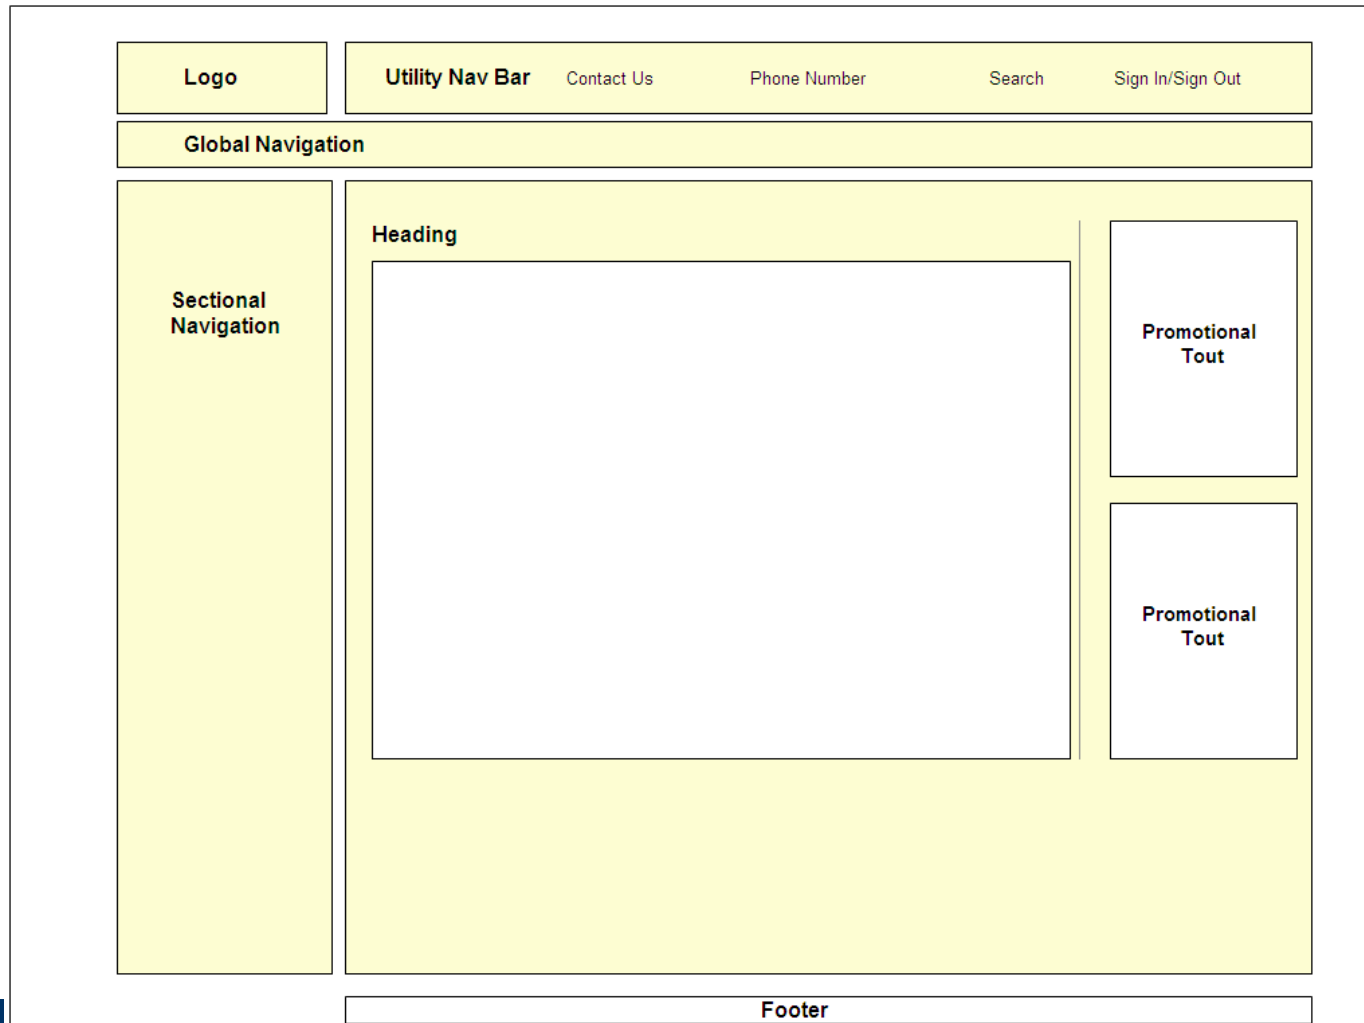 Logo
Utility Nav Bar Contact Us Phone Number Search Sign In/Sign Out
Global Navigation
Sectional
Navigation
Heading
Promotional
Tout
Promotional
Tout
Footer